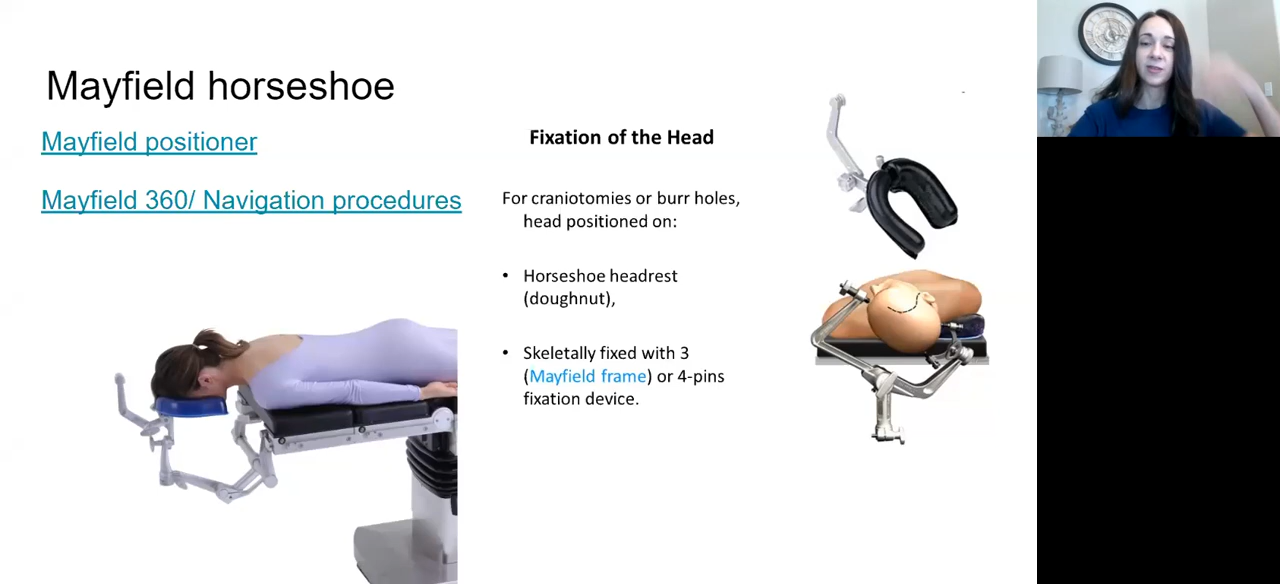 Mayfield horseshoe
Mayfield positioner
Mayfield 360/ Navigation procedures
Fixation of the Head
For craniotomies or burr holes,
head positioned on:
• Horseshoe headrest
(doughnut),
• Skeletally fixed with 3
(Mayfield frame) or 4-pins
fixation device.